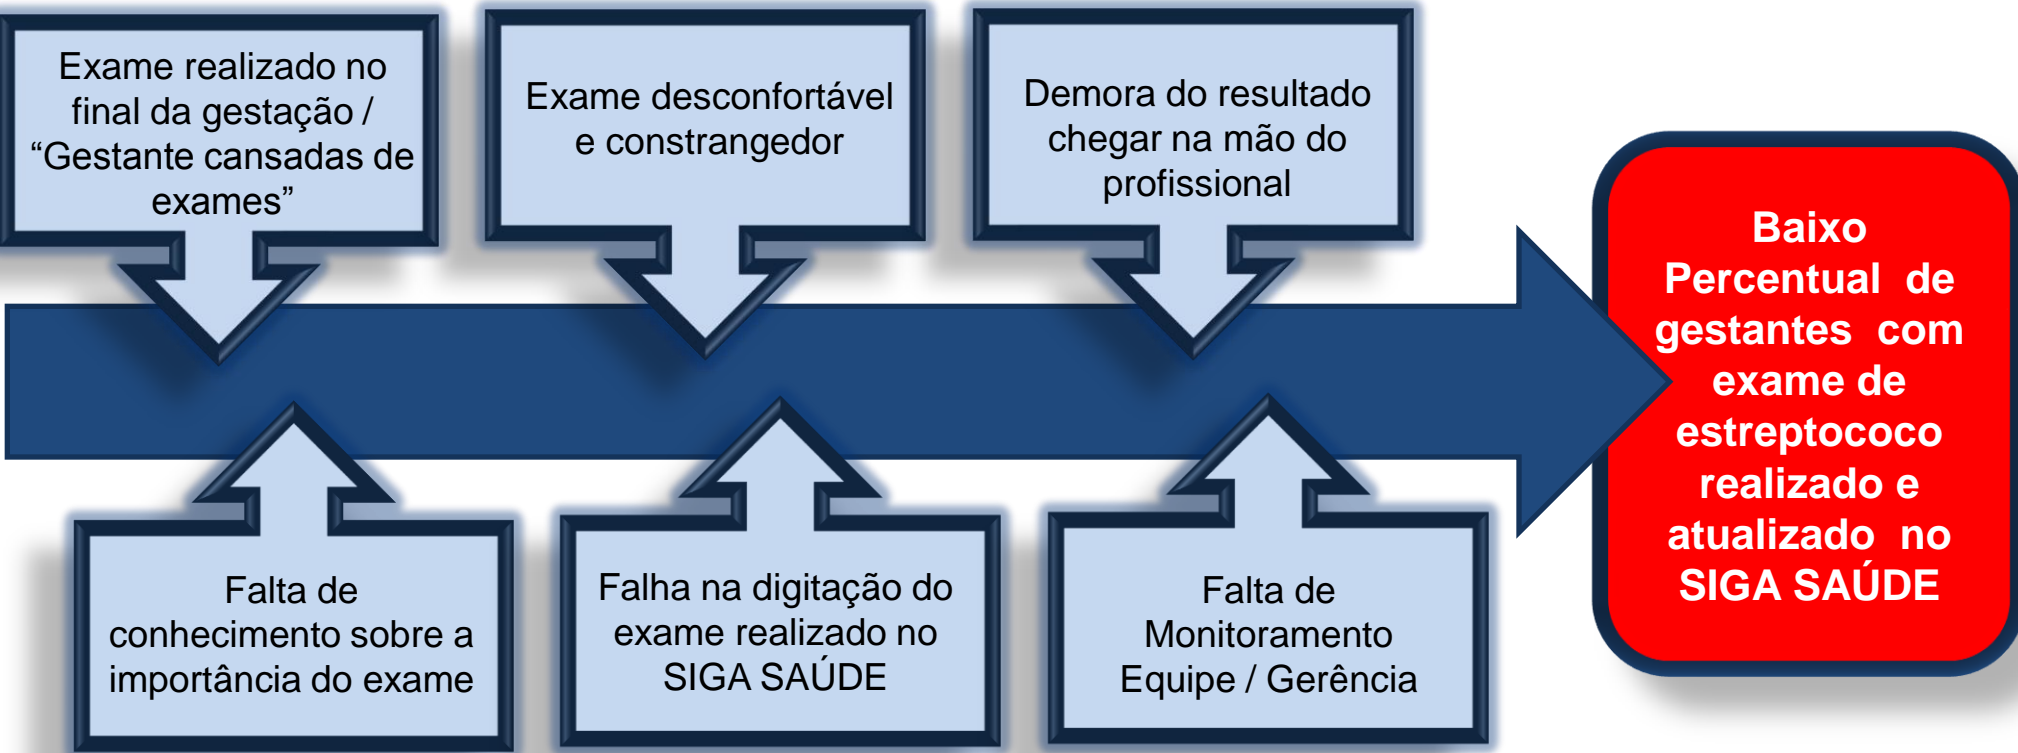 Exame realizado no
final da gestação /
“Gestante cansadas de
exames”
Exame desconfortável
e constrangedor
Demora do resultado
chegar na mão do
profissional
Baixo
Percentual de
gestantes com
exame de
estreptococo
realizado e
atualizado no
SIGA SAÚDE
Falta de
conhecimento sobre a
importância do exame
Falha na digitação do
exame realizado no
SIGA SAÚDE
Falta de
Monitoramento
Equipe / Gerência